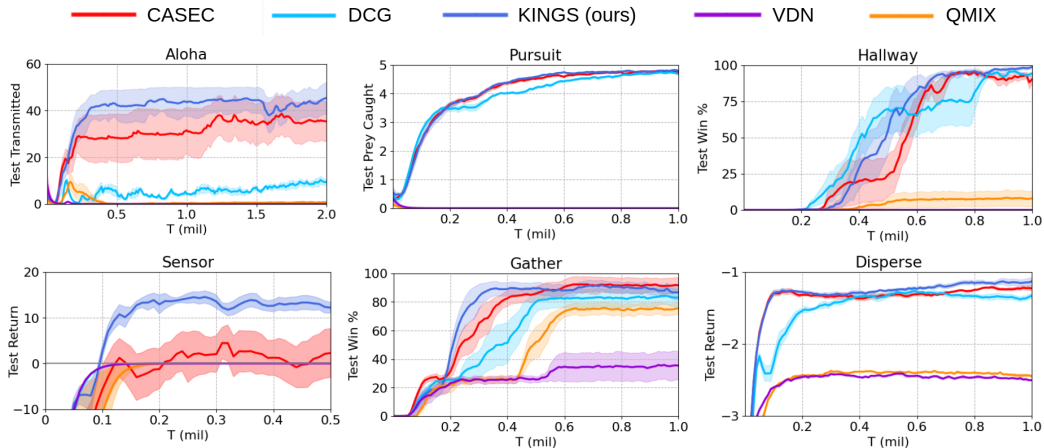 CASEC DCG KINGS (ours) VDN QMIX
Aloha
Test Transmitted
60
40
20
0
0.5 1.0 1.5 2.0
T (mil)
Pursuit
Test Prey Caught
5
4
3
2
1
0
0.2 0.4 0.6 0.8 1.0
T (mil)
Hallway
Test Win %
100
75
50
25
0
0.0 0.2 0.4 0.6 0.8 1.0
T (mil)
Sensor
Test Return
20
10
0
−10
0 0.1 0.2 0.3 0.4 0.5
T (mil)
Gather
Test Win %
100
80
60
40
20
0
0.2 0.4 0.6 0.8 1.0
T (mil)
Disperse
Test Return
−1
−2
−3
0.2 0.4 0.6 0.8 1.0
T (mil)